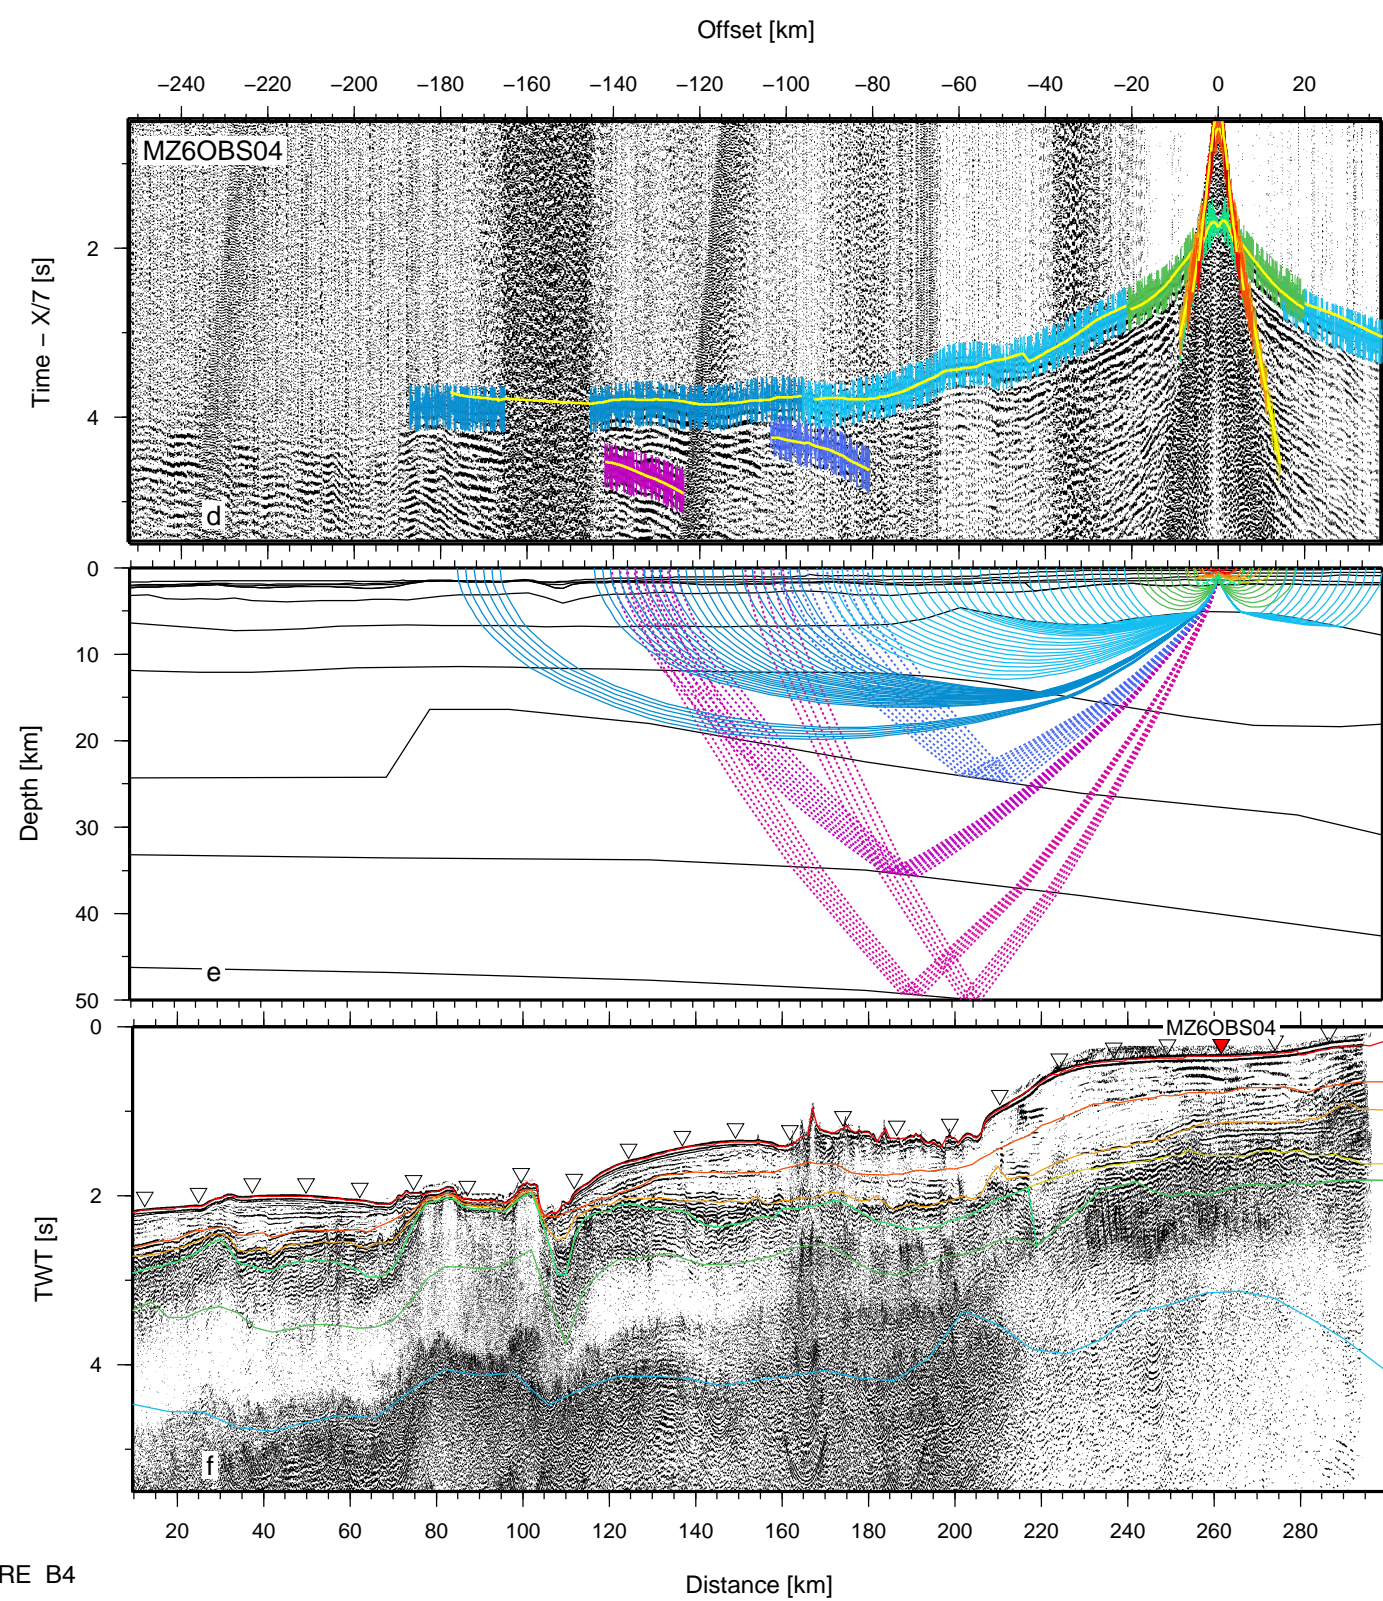 Offset [km]
−240 −220 −200 −180 −160 −140 −120 −100 −80 −60 −40 −20 0 20
MZ6OBS04
Time − X/7 [s]
2
4
d
Depth [km]
0
10
20
30
40
50
e
MZ6OBS04
TWT [s]
0
2
4
f
20 40 60 80 100 120 140 160 180 200 220 240 260 280
Distance [km]
RE B4